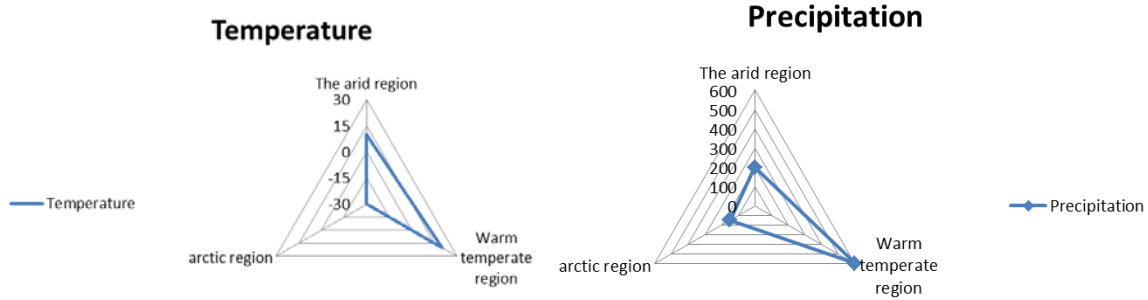 Temperature
The arid region
30
15
0
-15
-30
Temperature
arctic region
Warm
temperate
region
Precipitation
The arid region
600
500
400
300
200
100
0
Precipitation
arctic region
Warm
temperate
region